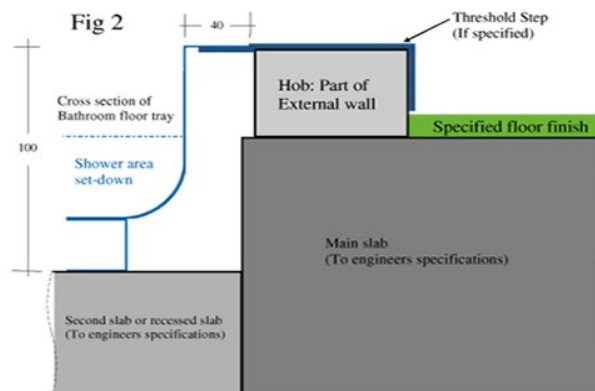 Fig 2
40
Threshold Step
(If specified)
Cross section of
Bathroom floor tray
Hob: Part of
External wall
Specified floor finish
100
Shower area
set-down
Main slab
(To engineers specifications)
Second slab or recessed slab
(To engineers specifications)